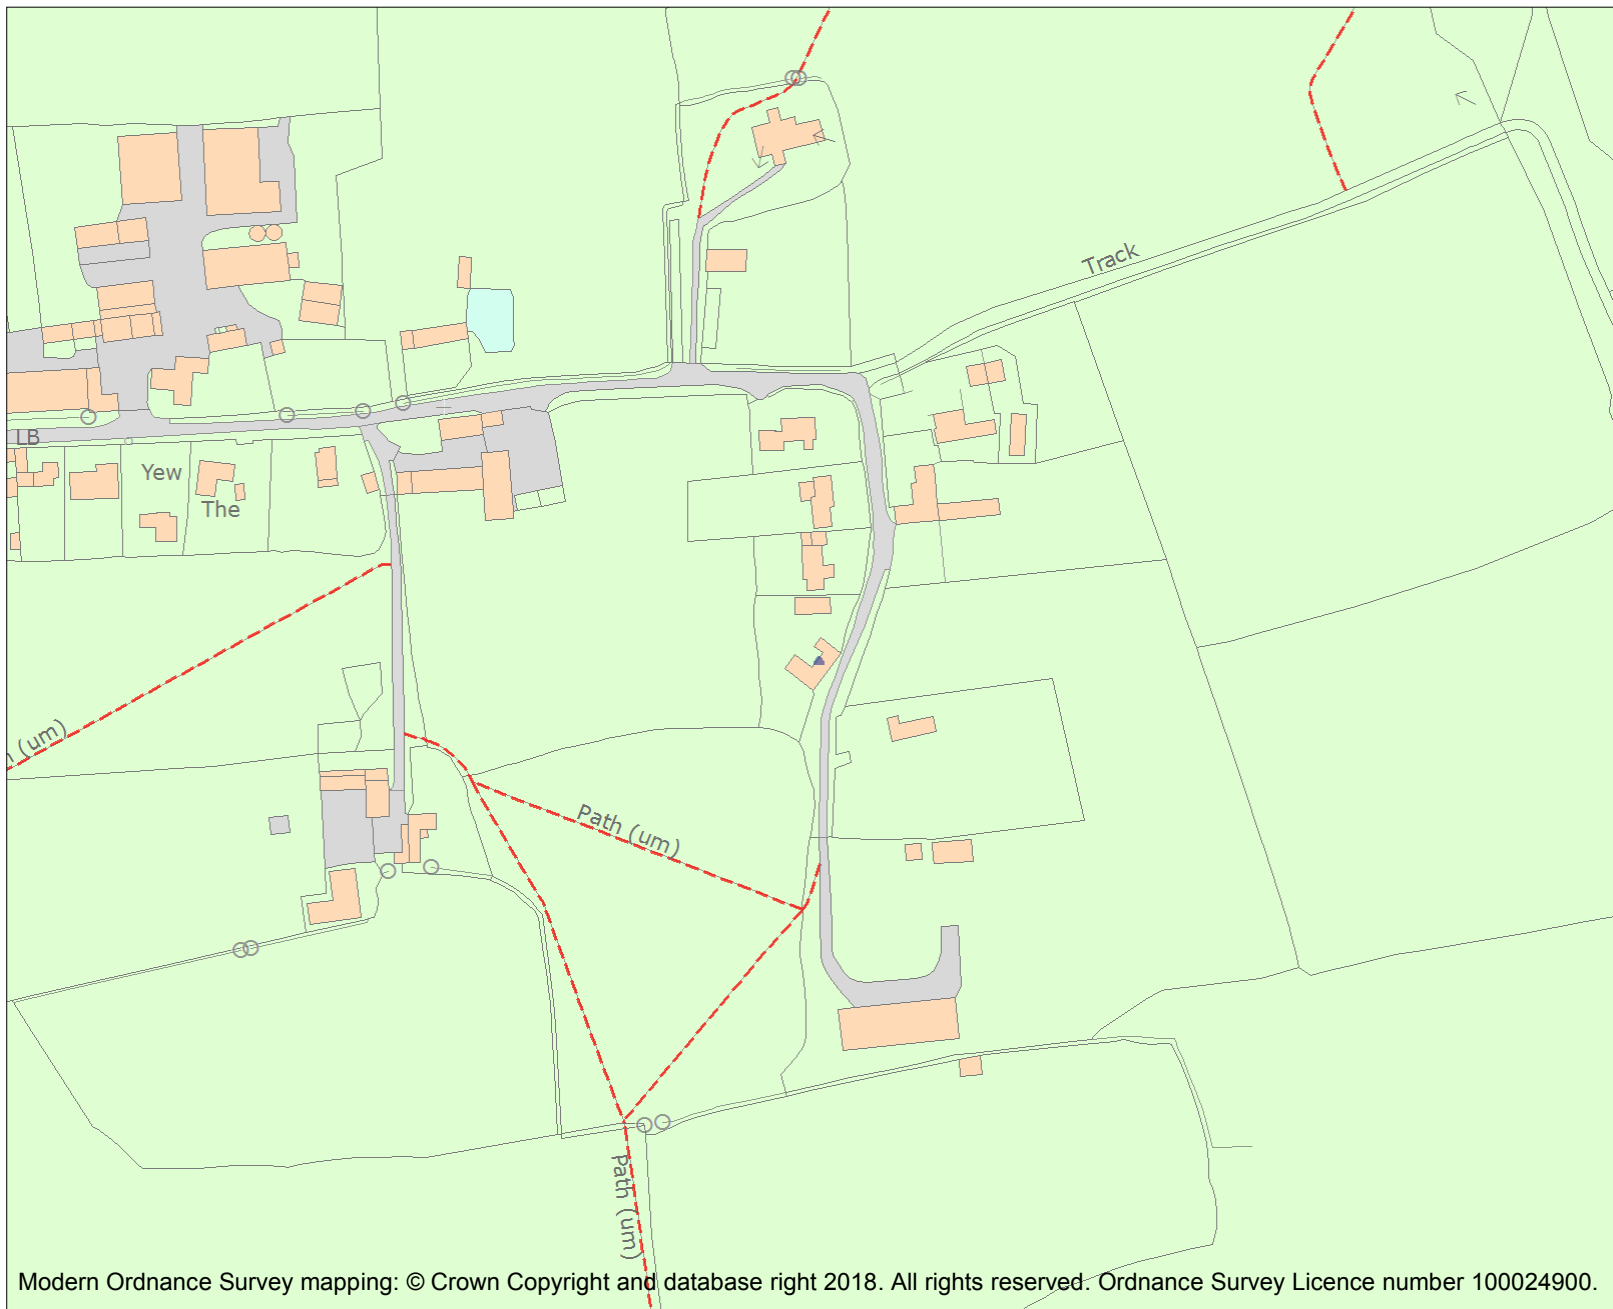 Track
LB
Yew
The
(um)
Path (um)
Path (um)
Modern Ordnance Survey mapping: © Crown Copyright and database right 2018. All rights reserved. Ordnance Survey Licence number 100024900.